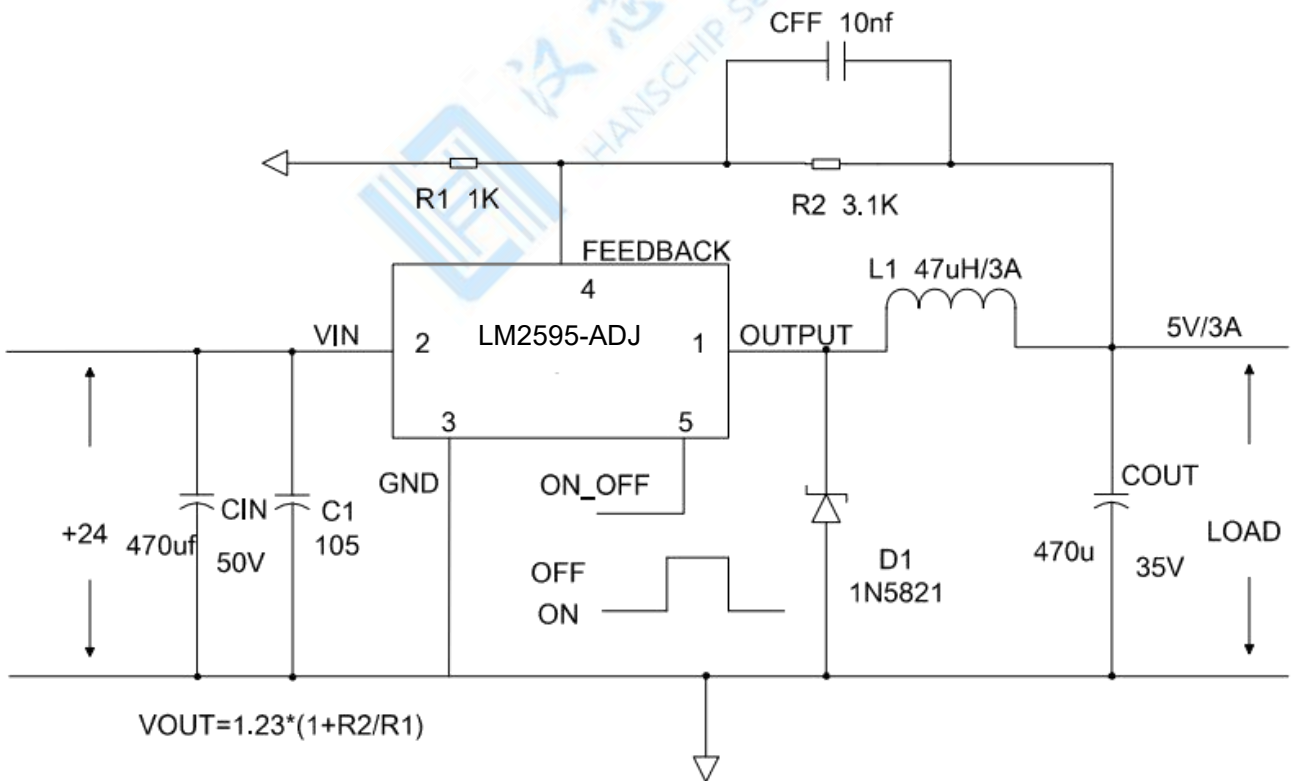 CFF 10nf
HANSCHIP
R1 1K
R2 3.1K
FEEDBACK
L1 47uH/3A
4
VIN
2
LM2595-ADJ
1
OUTPUT
5V/3A
3
5
GND
ON_OFF
+24
470uf
CIN
50V
C1
105
OFF
ON
D1
1N5821
COUT
470u
35V
LOAD
VOUT=1.23*(1+R2/R1)